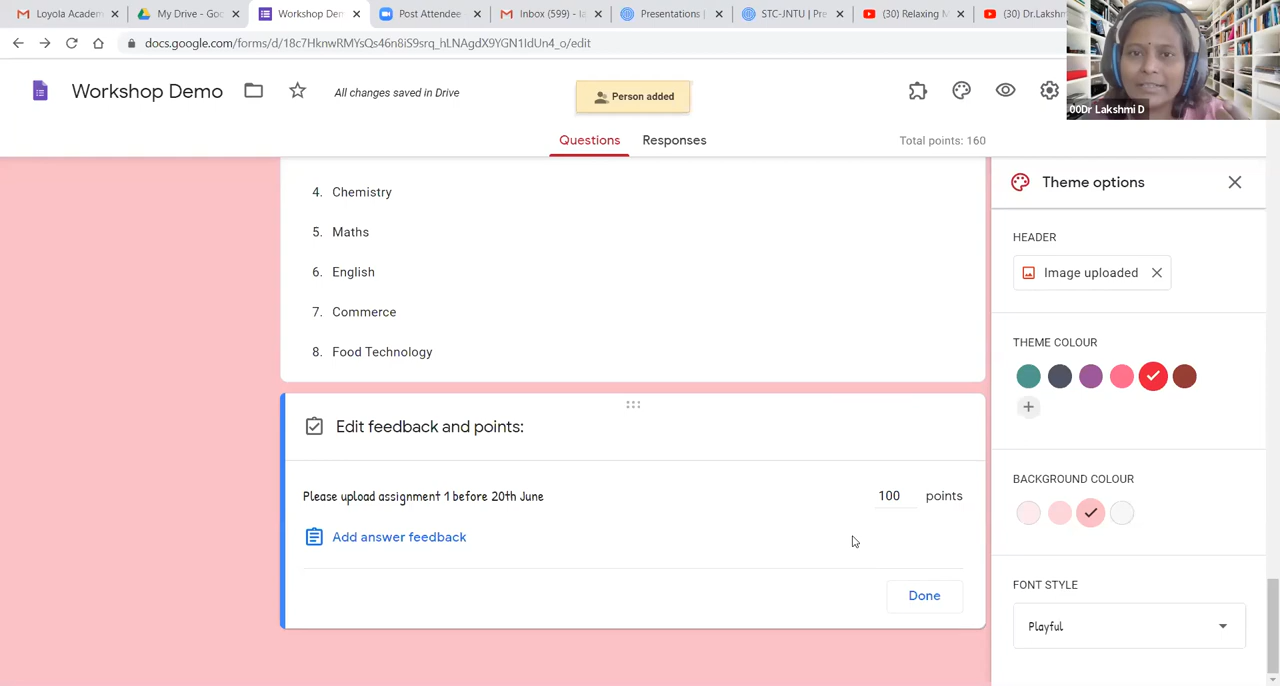 Loyola Academ
My Drive - Goo
Workshop Dem
Post Attendee
Inbox (599) - la
Presentations |
STC-JNTU | Pre
(30) Relaxing M
(30) Dr.Lakshm
docs.google.com/forms/d/18c7HknwRMYsQs46n8iS9srq_hLNAgdX9YGN1IdUn4_o/edit
Workshop Demo
All changes saved in Drive
Person added
00Dr Lakshmi D
Questions
Responses
Total points: 160
4. Chemistry
5. Maths
6. English
7. Commerce
8. Food Technology
Edit feedback and points:
Please upload assignment 1 before 20th June
100 points
Add answer feedback
Done
Theme options
HEADER
Image uploaded
THEME COLOUR
BACKGROUND COLOUR
FONT STYLE
Playful